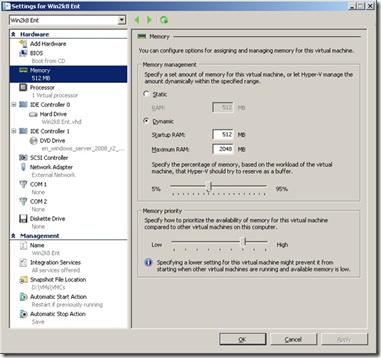 Settings for Win2k8 Ent
Win2k8 Ent
Hardware
Add Hardware
BIOS
Boot from CD
Memory
512 MB
Processor
1 Virtual processor
IDE Controller 0
Hard Drive
Win2k8 Ent.vhd
IDE Controller 1
DVD Drive
en_windows_server_2008_r2_...
SCSI Controller
Network Adapter
External Network
COM 1
None
COM 2
None
Diskette Drive
None
Management
Name
Win2k8 Ent
Integration Services
All services offered
Snapshot File Location
D:\VMs\VMCs
Automatic Start Action
Restart if previously running
Automatic Stop Action
Save
Memory
You can configure options for assigning and managing memory for this virtual machine.
Memory management
Specify a set amount of memory for this virtual machine, or let Hyper-V manage the
amount dynamically within the specified range.
Static
RAM: 512 MB
Dynamic
Startup RAM: 512 MB
Maximum RAM: 2048 MB
Specify the percentage of memory, based on the workload of the virtual
machine, that Hyper-V should try to reserve as a buffer.
5% 95%
Memory priority
Specify how to prioritize the availability of memory for this virtual machine
compared to other virtual machines on this computer.
Low High
Specifying a lower setting for this virtual machine might prevent it from
starting when other virtual machines are running and available memory is low.
OK Cancel Apply